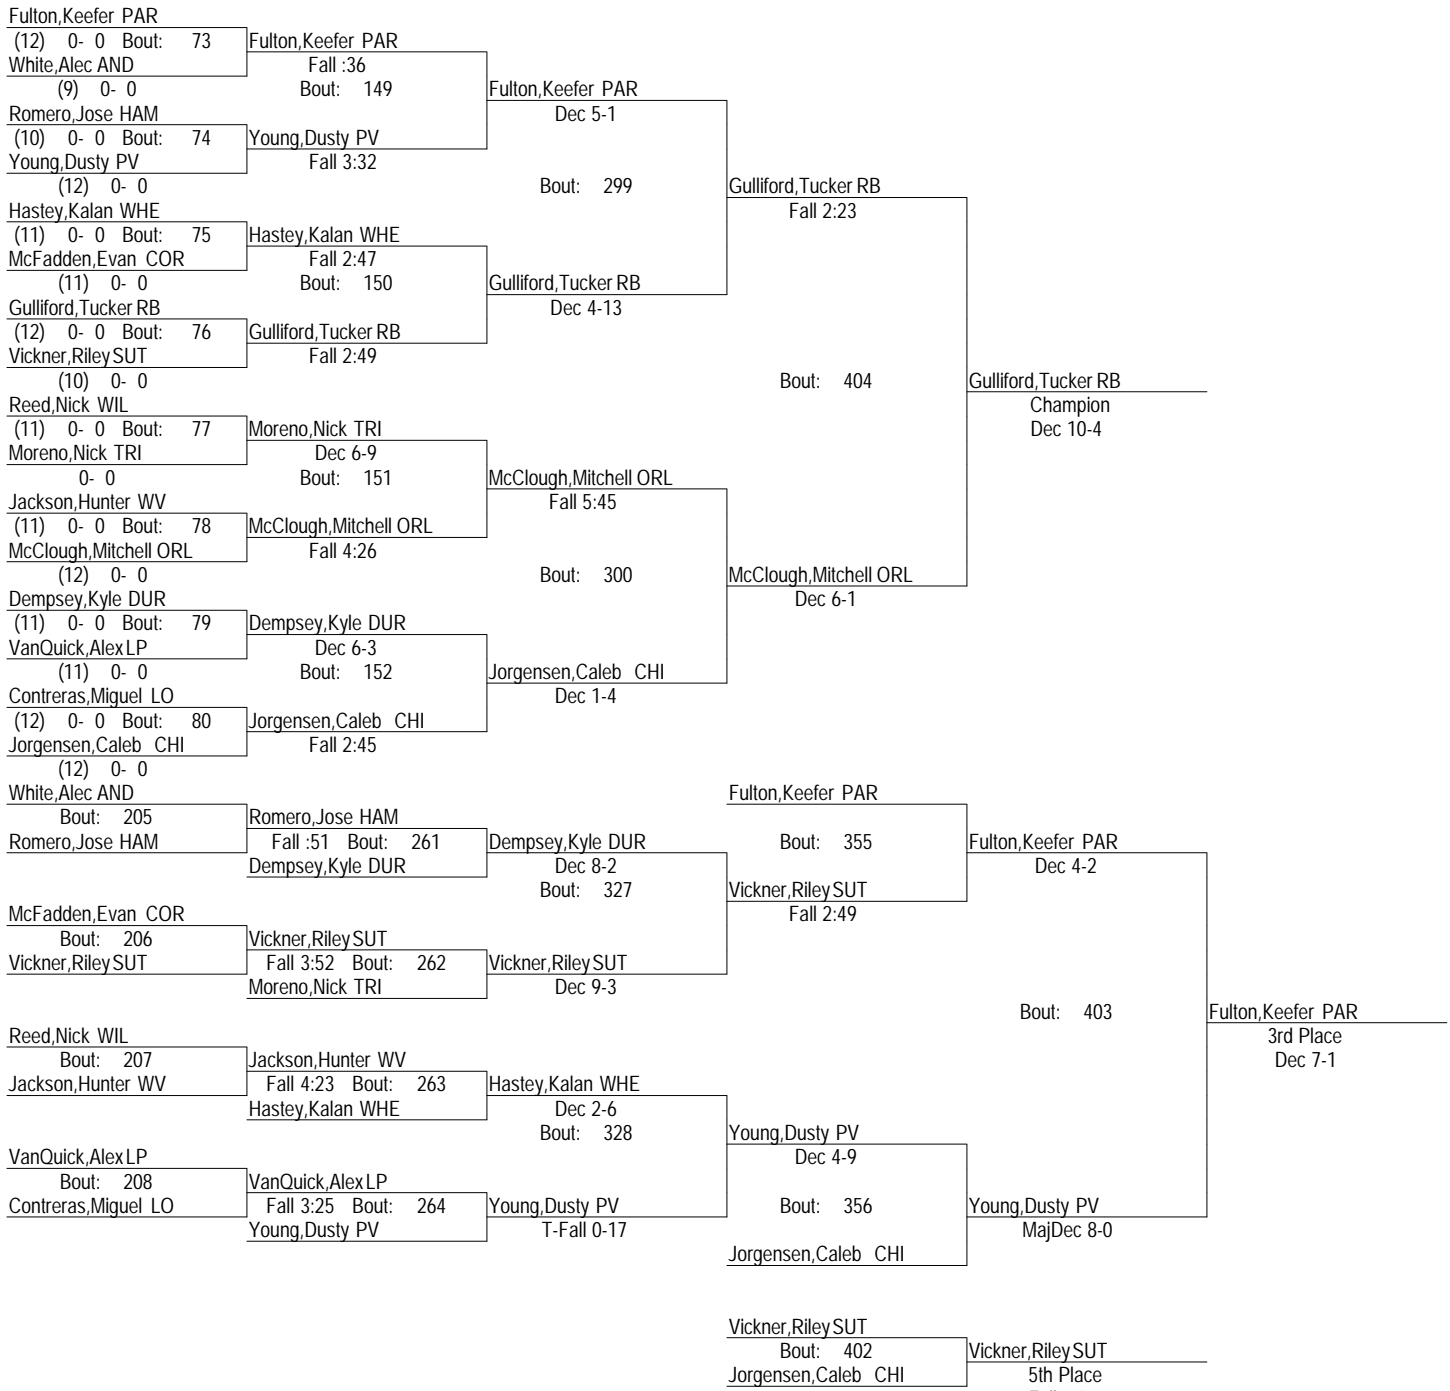 Fulton,Keefer PAR
(12) 0- 0 Bout: 73 Fulton,Keefer PAR
White,Alec AND Fall :36
(9) 0- 0 Bout: 149 Fulton,Keefer PAR
Romero,Jose HAM Dec 5-1
(10) 0- 0 Bout: 74 Young,Dusty PV
Young,Dusty PV Fall 3:32
(12) 0- 0 Bout: 299 Gulliford,Tucker RB
Hastey,Kalan WHE Fall 2:23
(11) 0- 0 Bout: 75 Hastey,Kalan WHE
McFadden,Evan COR Fall 2:47
(11) 0- 0 Bout: 150 Gulliford,Tucker RB
Gulliford,Tucker RB Dec 4-13
(12) 0- 0 Bout: 76 Gulliford,Tucker RB
Vickner,Riley SUT Fall 2:49
(10) 0- 0 Bout: 404 Gulliford,Tucker RB
Reed,Nick WIL Champion
(11) 0- 0 Bout: 77 Moreno,Nick TRI Dec 10-4
Moreno,Nick TRI Dec 6-9
0- 0 Bout: 151 McClough,Mitchell ORL
Jackson,Hunter WV Fall 5:45
(11) 0- 0 Bout: 78 McClough,Mitchell ORL
McClough,Mitchell ORL Fall 4:26
(12) 0- 0 Bout: 300 McClough,Mitchell ORL
Dempsey,Kyle DUR Dec 6-1
(11) 0- 0 Bout: 79 Dempsey,Kyle DUR
VanQuick,Alex LP Dec 6-3
(11) 0- 0 Bout: 152 Jorgensen,Caleb CHI
Contreras,Miguel LO Dec 1-4
(12) 0- 0 Bout: 80 Jorgensen,Caleb CHI
Jorgensen,Caleb CHI Fall 2:45
(12) 0- 0
White,Alec AND Fulton,Keefer PAR
Bout: 205 Romero,Jose HAM
Romero,Jose HAM Fall :51 Bout: 261 Dempsey,Kyle DUR Bout: 355 Fulton,Keefer PAR
Dempsey,Kyle DUR Dec 8-2 Dec 4-2
Bout: 327 Vickner,Riley SUT
McFadden,Evan COR Fall 2:49
Bout: 206 Vickner,Riley SUT
Vickner,Riley SUT Fall 3:52 Bout: 262 Vickner,Riley SUT
Moreno,Nick TRI Dec 9-3
Bout: 403 Fulton,Keefer PAR
Reed,Nick WIL 3rd Place
Bout: 207 Jackson,Hunter WV Dec 7-1
Jackson,Hunter WV Fall 4:23 Bout: 263 Hastey,Kalan WHE
Hastey,Kalan WHE Dec 2-6
Bout: 328 Young,Dusty PV
VanQuick,Alex LP Dec 4-9
Bout: 208 VanQuick,Alex LP
Contreras,Miguel LO Fall 3:25 Bout: 264 Young,Dusty PV Bout: 356 Young,Dusty PV
Young,Dusty PV T-Fall 0-17 MajDec 8-0
Jorgensen,Caleb CHI
Vickner,Riley SUT
Bout: 402 Vickner,Riley SUT
Jorgensen,Caleb CHI 5th Place